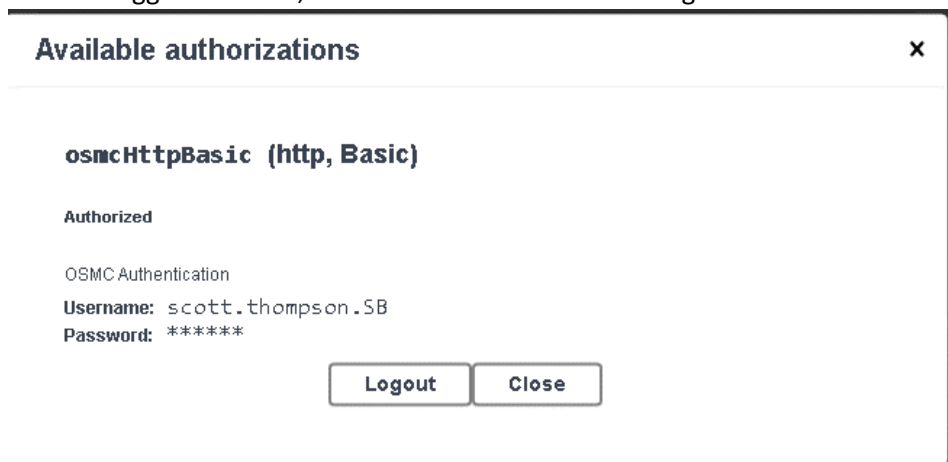 Available authorizations
×
osmcHttpBasic (http, Basic)
Authorized
OSMC Authentication
Username: scott.thompson.SB
Password: ******
Logout Close